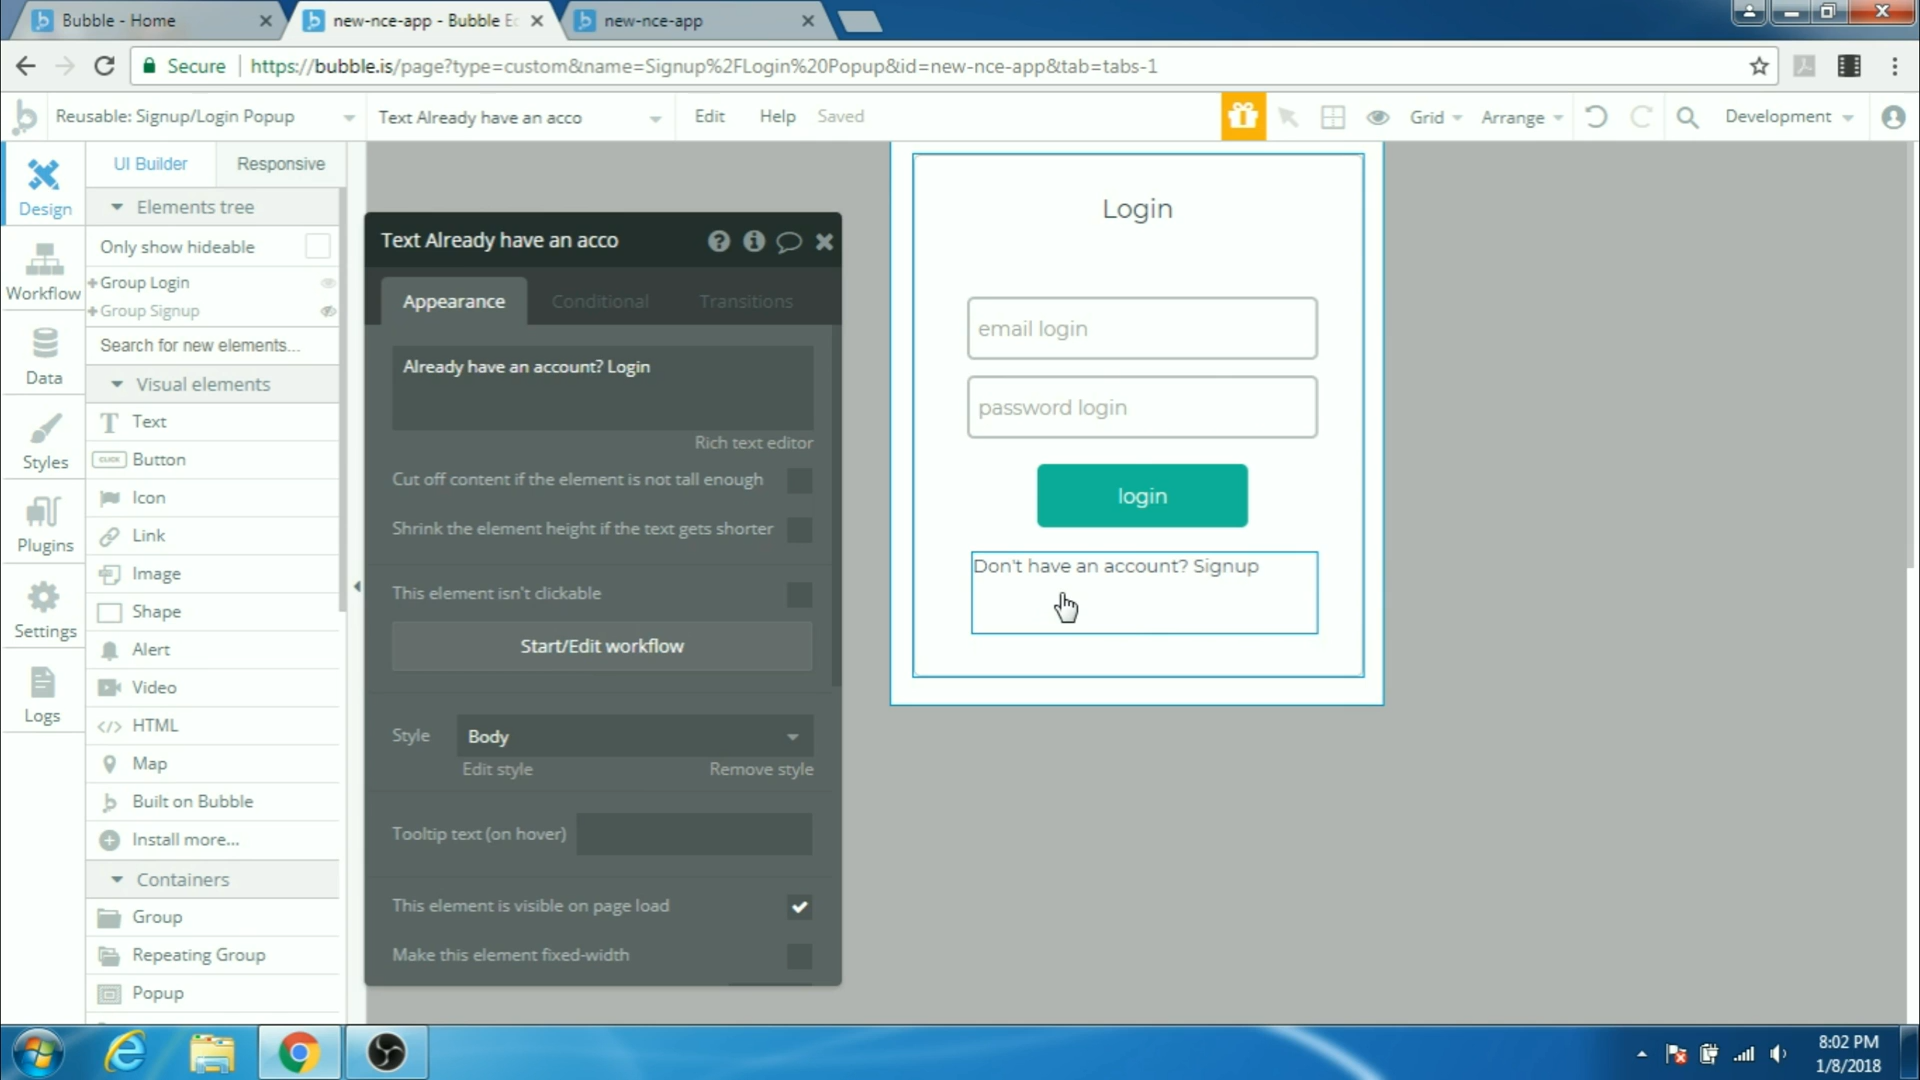 Bubble - Home
new-nce-app - Bubble Ec
new-nce-app
Secure
https://bubble.is/page?type=custom&name=Signup%2FLogin%20Popup&id=new-nce-app&tab=tabs-1
Reusable: Signup/Login Popup
Text Already have an acco
Edit
Help
Saved
Grid
Arrange
Development
Design
Workflow
Data
Styles
Plugins
Settings
Logs
UI Builder
Responsive
Elements tree
Only show hideable
+ Group Login
+ Group Signup
Search for new elements...
Visual elements
Text
CLICK Button
Icon
Link
Image
Shape
Alert
Video
</> HTML
Map
Built on Bubble
Install more...
Containers
Group
Repeating Group
Popup
Text Already have an acco
Appearance
Conditional
Transitions
Already have an account? Login
Rich text editor
Cut off content if the element is not tall enough
Shrink the element height if the text gets shorter
This element isn't clickable
Start/Edit workflow
Style
Body
Edit style
Remove style
Tooltip text (on hover)
This element is visible on page load
Make this element fixed-width
Login
email login
password login
login
Don't have an account? Signup
8:02 PM
1/8/2018